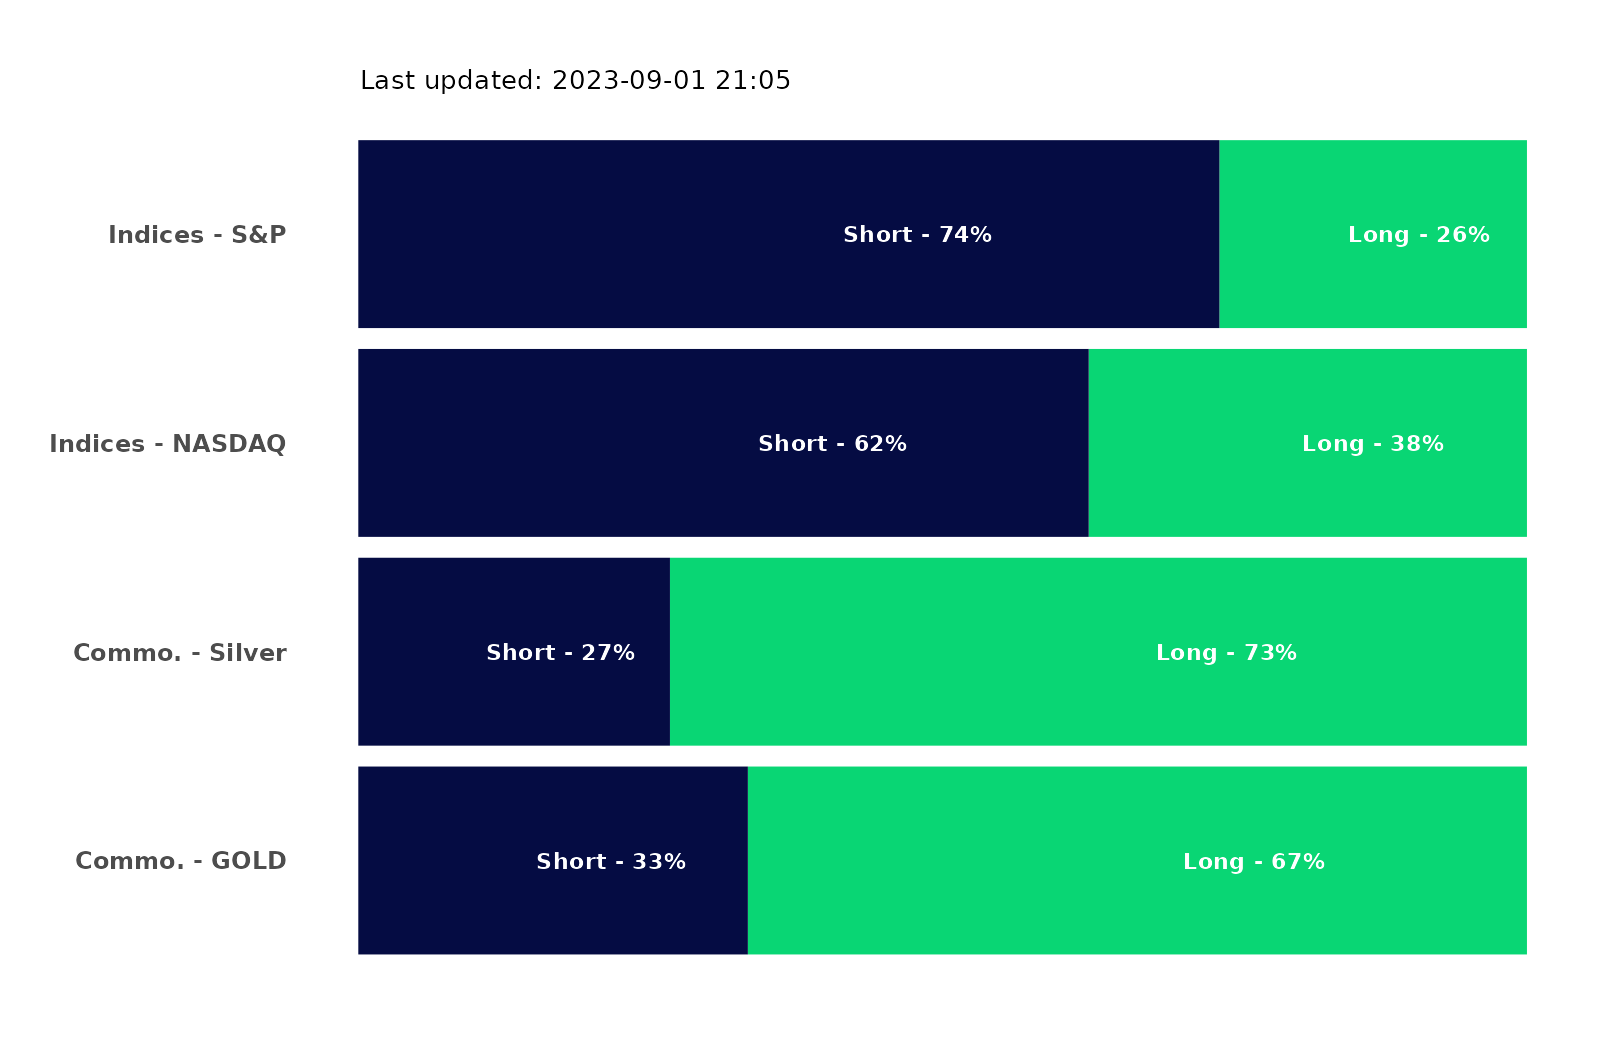 Last updated: 2023-09-01 21:05
Indices - S&P
Short - 74%
Long - 26%
Indices - NASDAQ
Short - 62%
Long - 38%
Commo. - Silver
Short - 27%
Long - 73%
Commo. - GOLD
Short - 33%
Long - 67%